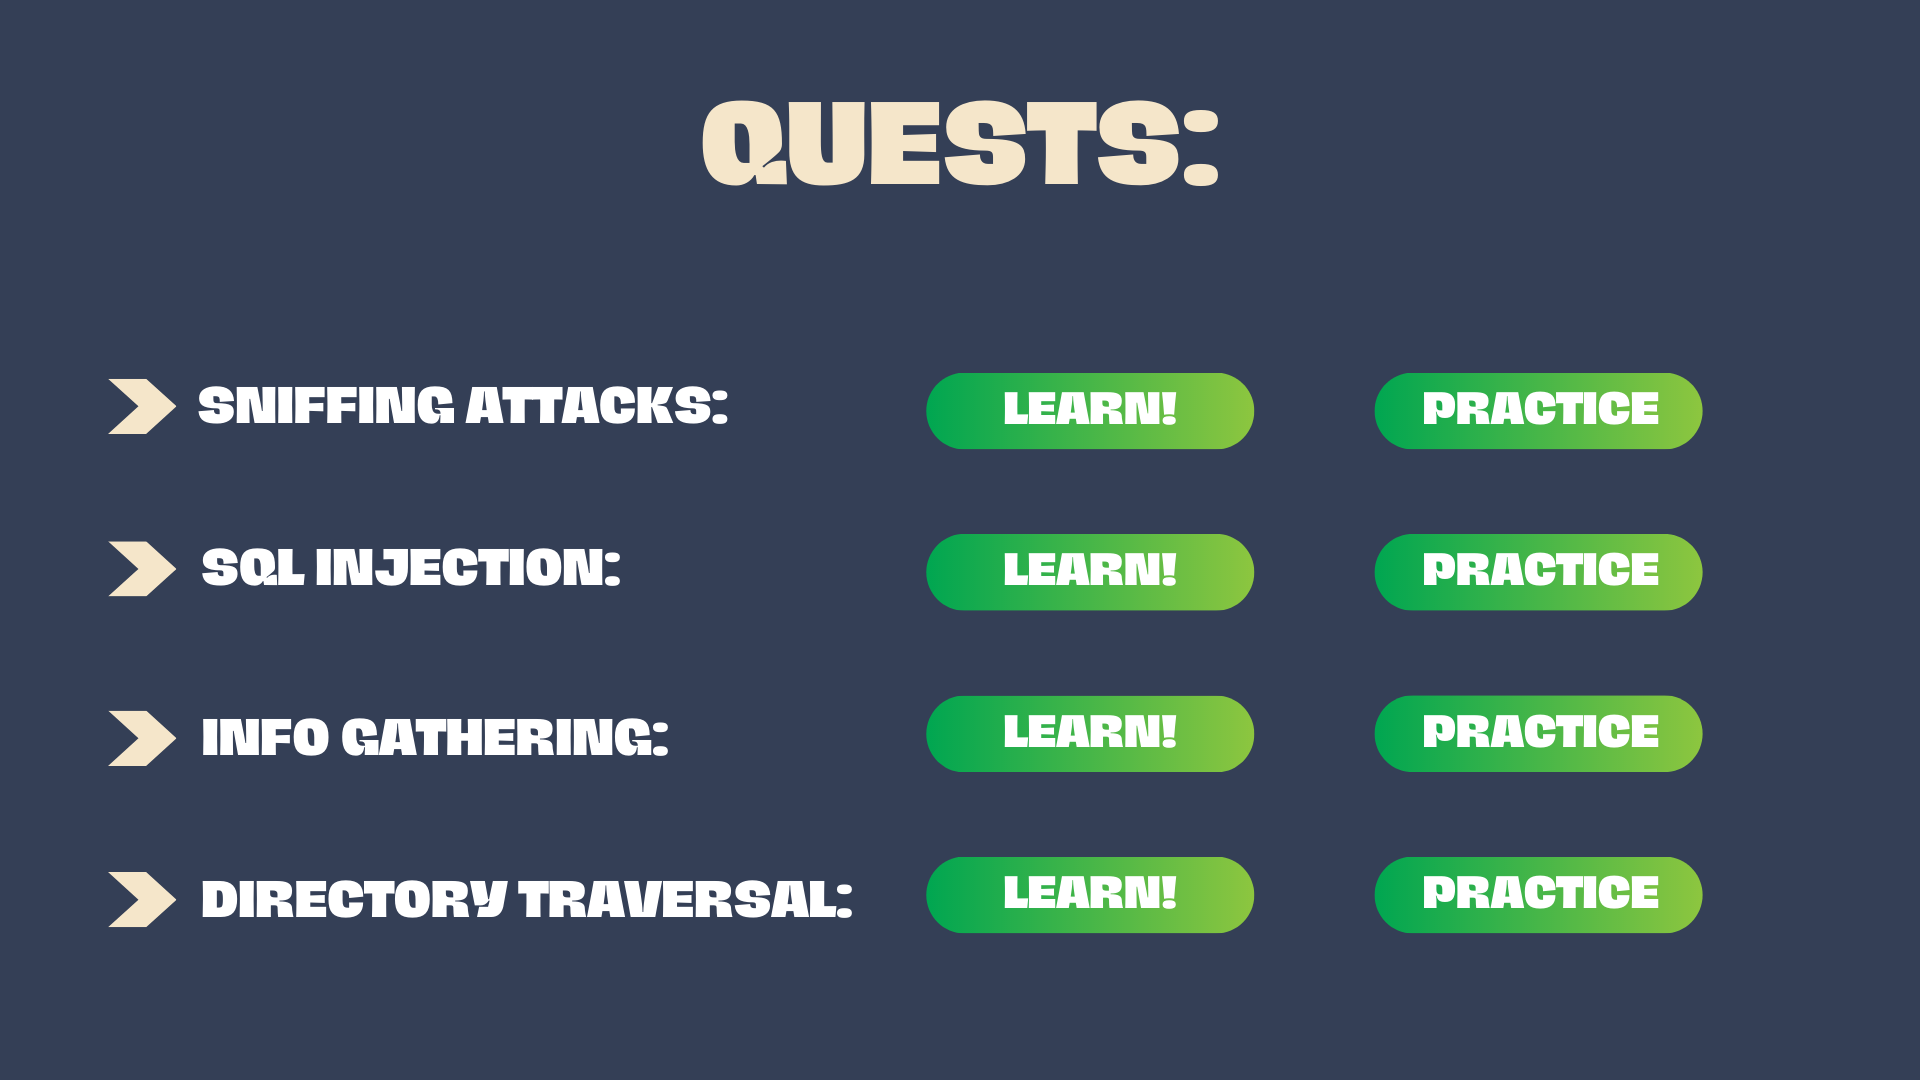 QUESTS:
SNIFFING ATTACKS: LEARN! PRACTICE
SQL INJECTION: LEARN! PRACTICE
INFO GATHERING: LEARN! PRACTICE
DIRECTORY TRAVERSAL: LEARN! PRACTICE